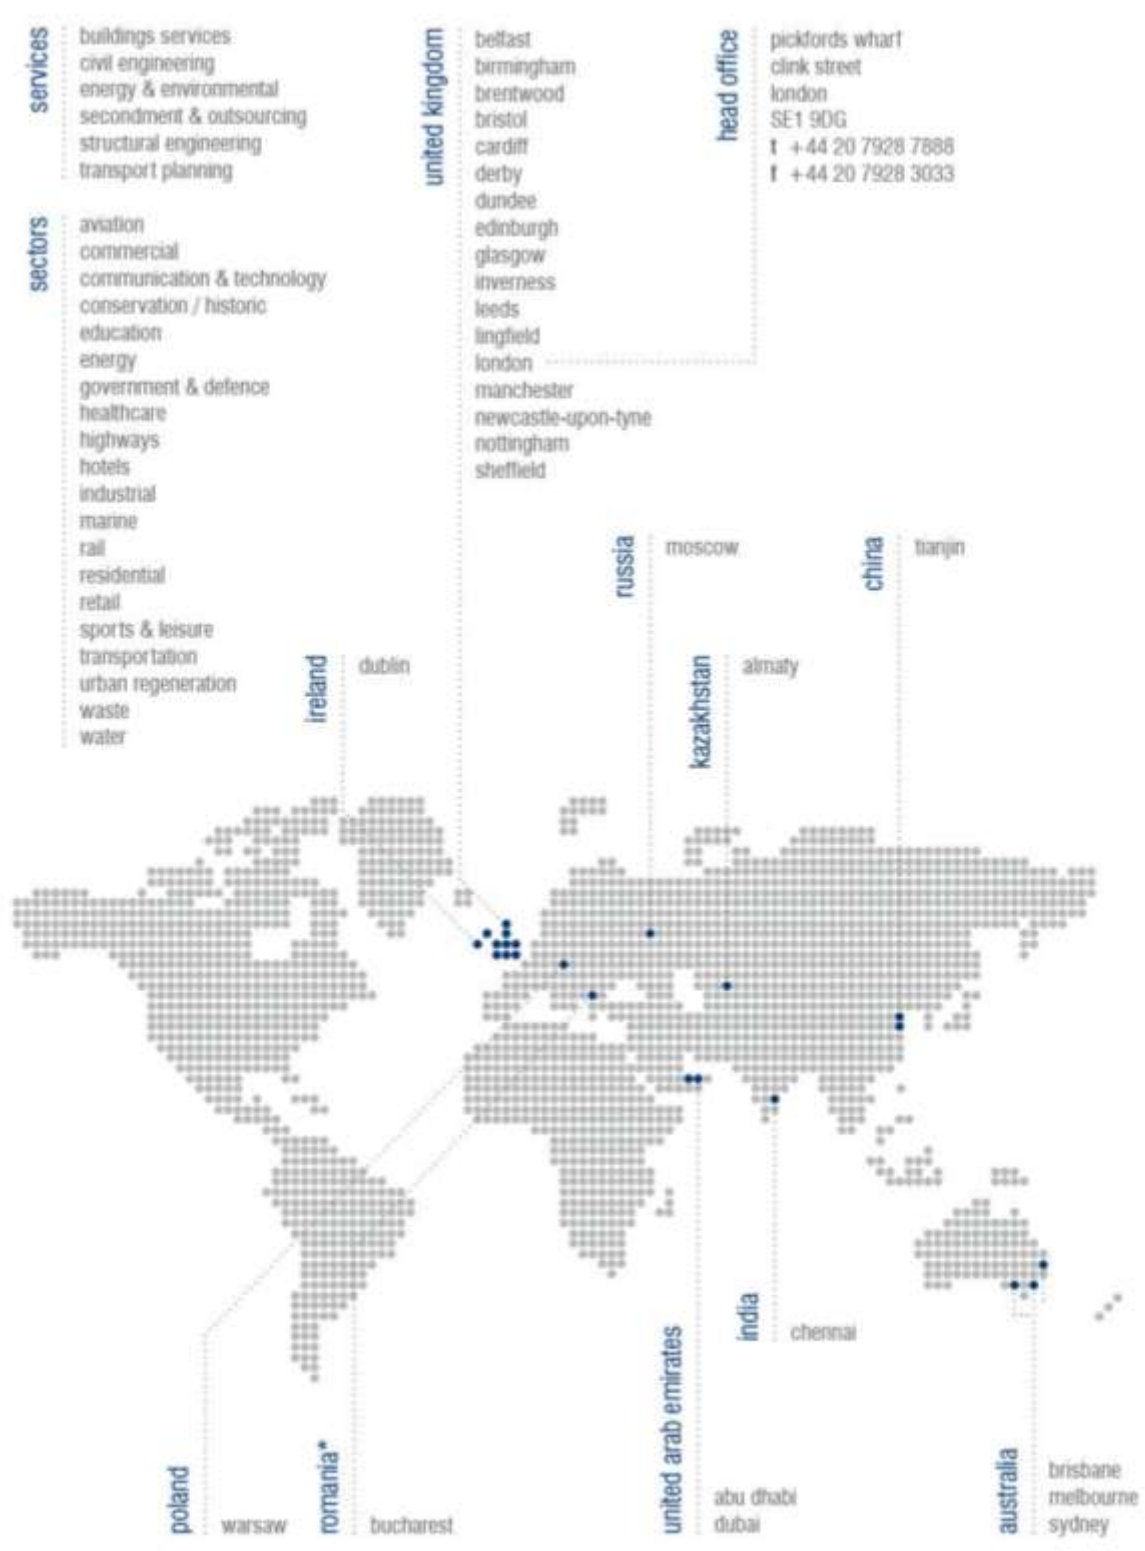 services
buildings services
civil engineering
energy & environmental
secondment & outsourcing
structural engineering
transport planning
sectors
aviation
commercial
communication & technology
conservation / historic
education
energy
government & defence
healthcare
highways
hotels
industrial
marine
rail
residential
retail
sports & leisure
transportation
urban regeneration
waste
water
united kingdom
belfast
birmingham
brentwood
bristol
cardiff
derby
dundee
edinburgh
glasgow
inverness
leeds
lingfield
london
manchester
newcastle-upon-tyne
nottingham
sheffield
head office
pickfords wharf
clink street
london
SE1 9DG
t +44 20 7928 7888
f +44 20 7928 3033
ireland
dublin
russia
moscow
kazakhstan
almaty
china
tianjin
poland
warsaw
romania*
bucharest
united arab emirates
abu dhabi
dubai
india
chennai
australia
brisbane
melbourne
sydney